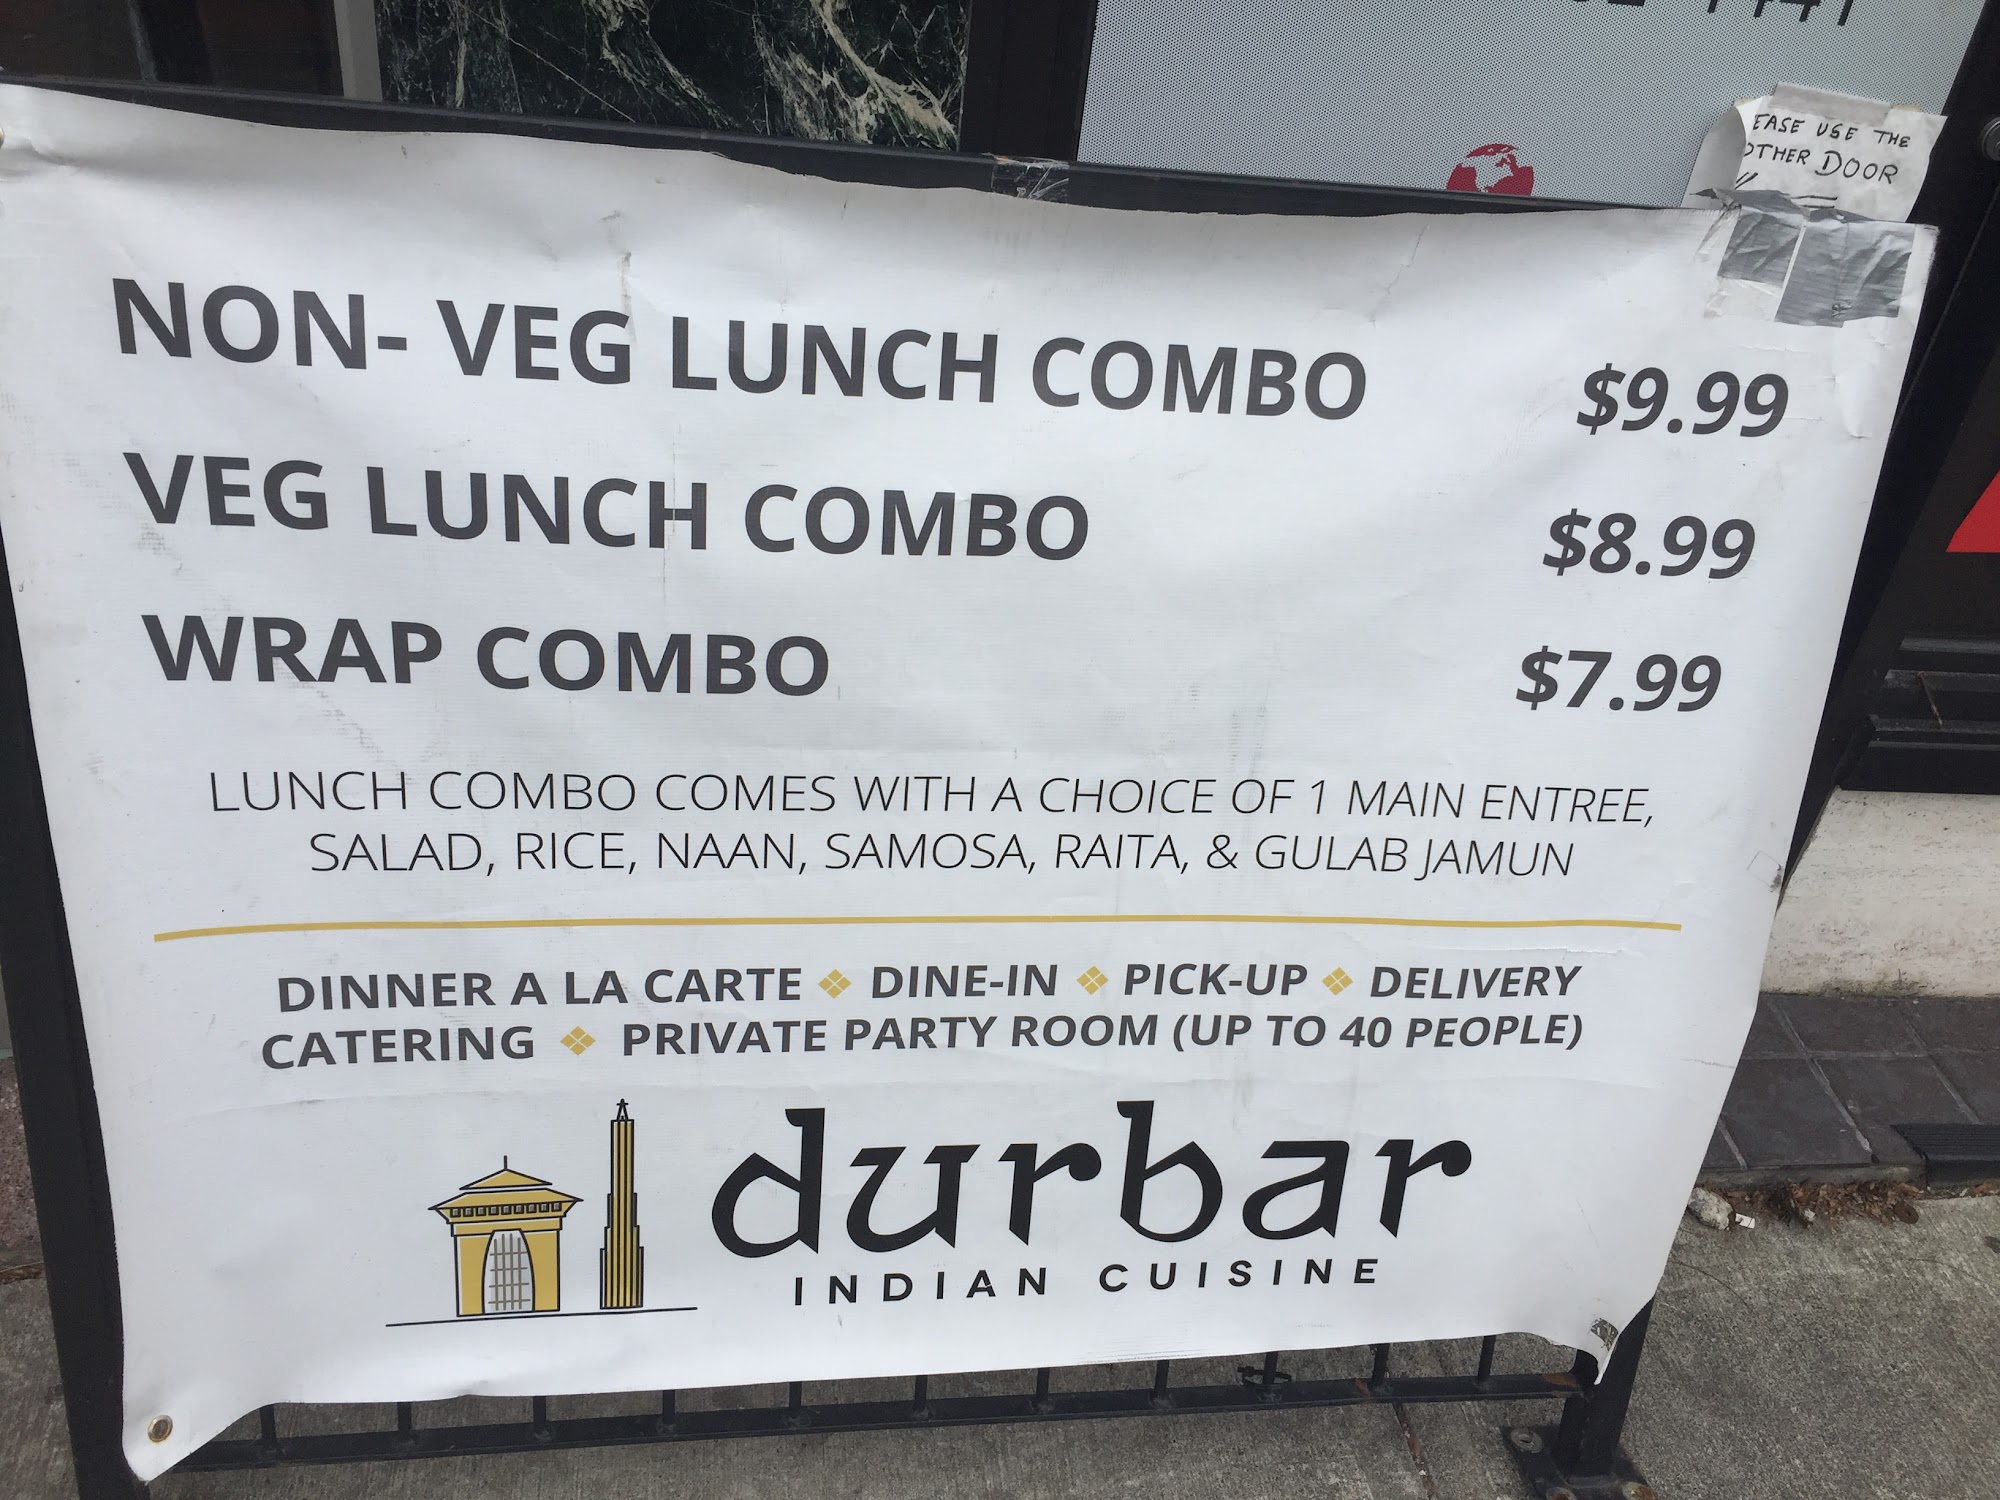 EASE USE THE
OTHER DOOR
NON- VEG LUNCH COMBO $9.99
VEG LUNCH COMBO $8.99
WRAP COMBO $7.99
LUNCH COMBO COMES WITH A CHOICE OF 1 MAIN ENTREE,
SALAD, RICE, NAAN, SAMOSA, RAITA, & GULAB JAMUN
DINNER A LA CARTE ❖ DINE-IN ❖ PICK-UP ❖ DELIVERY
CATERING ❖ PRIVATE PARTY ROOM (UP TO 40 PEOPLE)
durbar
INDIAN CUISINE